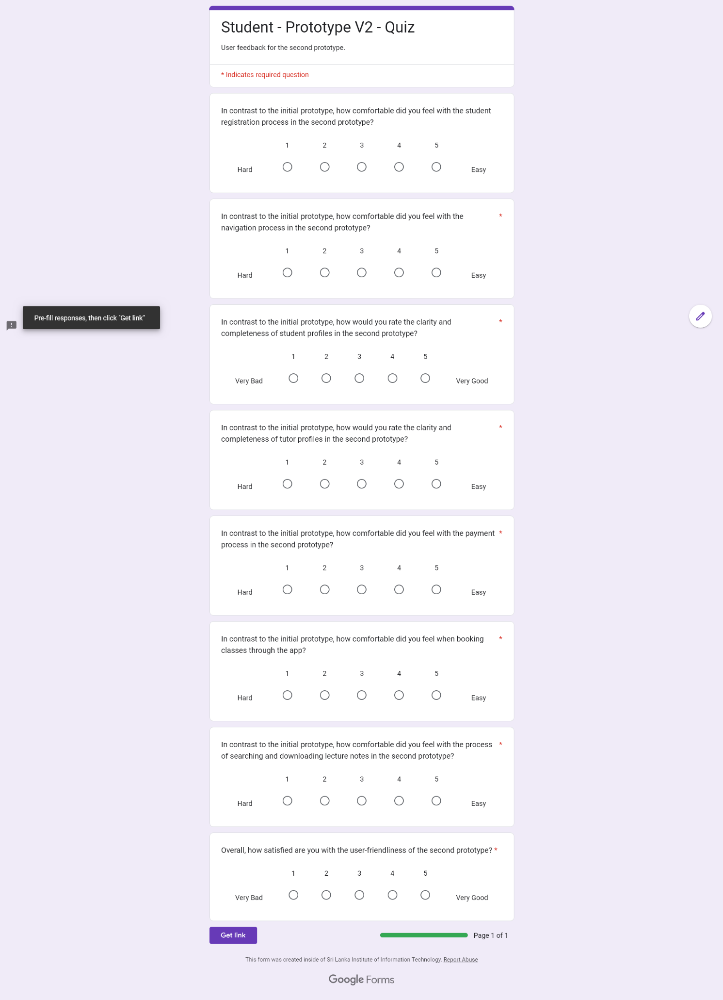 Student - Prototype V2 - Quiz
User feedback for the second prototype.
* Indicates required question
In contrast to the initial prototype, how comfortable did you feel with the student
registration process in the second prototype?
1 2 3 4 5
Hard Easy
In contrast to the initial prototype, how comfortable did you feel with the *
navigation process in the second prototype?
1 2 3 4 5
Hard Easy
Pre-fill responses, then click "Get link"
In contrast to the initial prototype, how would you rate the clarity and *
completeness of student profiles in the second prototype?
1 2 3 4 5
Very Bad Very Good
In contrast to the initial prototype, how would you rate the clarity and *
completeness of tutor profiles in the second prototype?
1 2 3 4 5
Hard Easy
In contrast to the initial prototype, how comfortable did you feel with the payment *
process in the second prototype?
1 2 3 4 5
Hard Easy
In contrast to the initial prototype, how comfortable did you feel when booking *
classes through the app?
1 2 3 4 5
Hard Easy
In contrast to the initial prototype, how comfortable did you feel with the process *
of searching and downloading lecture notes in the second prototype?
1 2 3 4 5
Hard Easy
Overall, how satisfied are you with the user-friendliness of the second prototype? *
1 2 3 4 5
Very Bad Very Good
Get link Page 1 of 1
This form was created inside of Sri Lanka Institute of Information Technology. Report Abuse
Google Forms